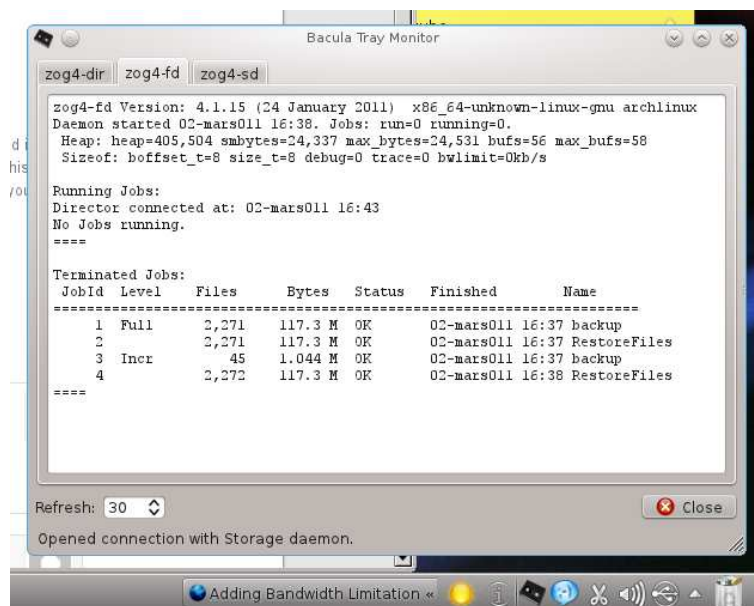 Bacula Tray Monitor
zog4-dir zog4-fd zog4-sd
zog4-fd Version: 4.1.15 (24 January 2011) x86_64-unknown-linux-gnu archlinux
Daemon started 02-mars011 16:38. Jobs: run=0 running=0.
Heap: heap=405,504 smbytes=24,337 max_bytes=24,531 bufs=56 max_bufs=58
Sizeof: boffset_t=8 size_t=8 debug=0 trace=0 bwlimit=0kb/s
Running Jobs:
Director connected at: 02-mars011 16:43
No Jobs running.
====
Terminated Jobs:
JobId Level Files Bytes Status Finished Name
======================================================================
1 Full 2,271 117.3 M OK 02-mars011 16:37 backup
2 2,271 117.3 M OK 02-mars011 16:37 RestoreFiles
3 Incr 45 1.044 M OK 02-mars011 16:37 backup
4 2,272 117.3 M OK 02-mars011 16:38 RestoreFiles
====
Refresh: 30
Close
Opened connection with Storage daemon.
Adding Bandwidth Limitation «